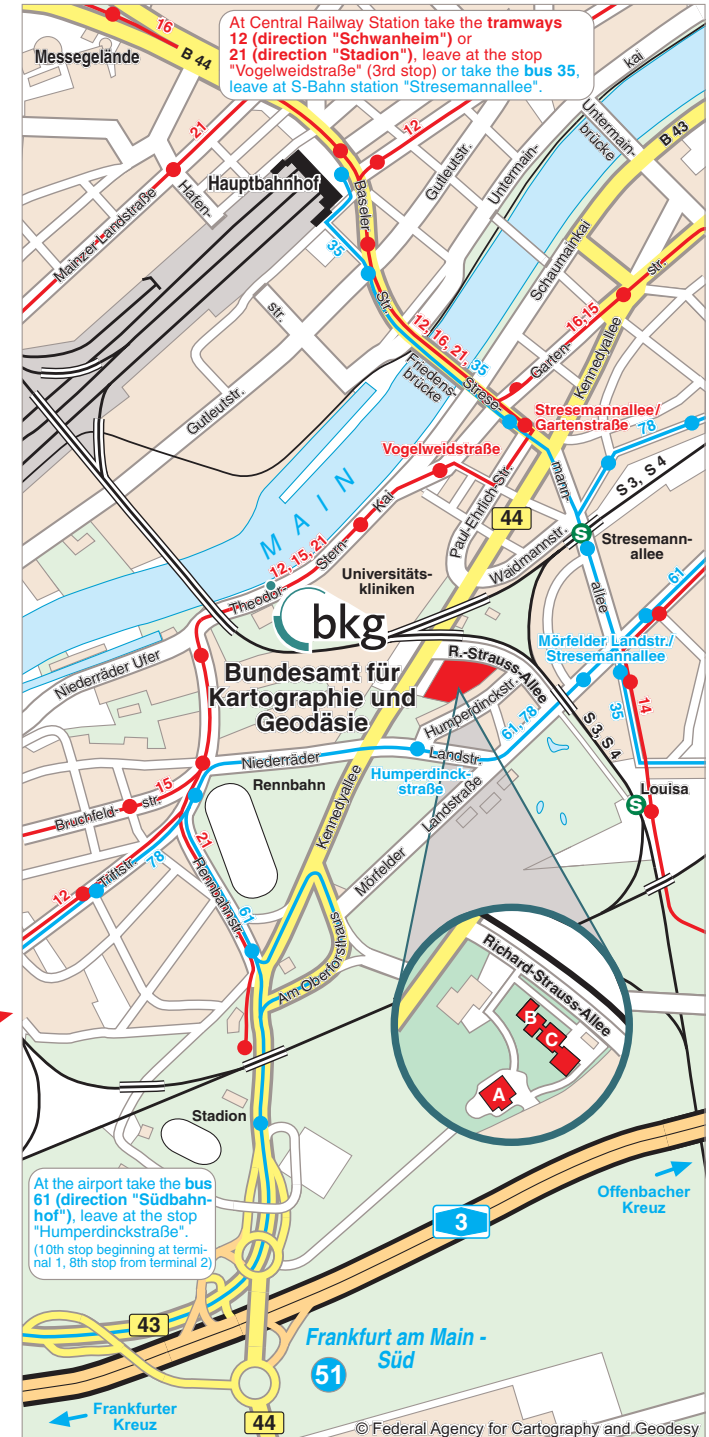 At Central Railway Station take the tramways
12 (direction "Schwanheim") or
21 (direction "Stadion"), leave at the stop
"Vogelweidstraße" (3rd stop) or take the bus 35,
leave at S-Bahn station "Stresemannallee".
16
Messegelände
B 44
kai
Untermain-
brücke
B 43
21
12
Gutleutstr.
Untermain-
Hauptbahnhof
Hafen-
Baseler
Mainzer Landstraße
Schaumainkai
35
str.
str.
Str.
16,15
12, 16, 21, 35
Garten-
Kennedyallee
Friedens-
brücke
Strese-
Gutleutstr.
Stresemannallee/
Gartenstraße
78
Vogelweidstraße
mann-
S 3, S 4
MAIN
Kai
Paul-Ehrlich-Str.
44
S
Stresemann-
allee
Stern-
Waidmannstr.
12, 15, 21
Universitäts-
kliniken
allee
61
Theodor-
bkg
Mörfelder Landstr./
Stresemannallee
Niederräder Ufer
R.-Strauss-Allee
Bundesamt für
Kartographie und
Geodäsie
Humperdinckstr.
61, 78
35
14
S 3, S 4
Niederräder
Landstr.
Rennbahn
Humperdinck-
straße
Louisa
S
15
Bruchfeld-
str.
Kennedyallee
Mörfelder
Landstraße
21
Triftstr.
78
12
Rennbahnstr.
61
Am Oberforsthaus
Richard-Strauss-Allee
B
C
A
Stadion
At the airport take the bus
61 (direction "Südbahn-
hof"), leave at the stop
"Humperdinckstraße".
(10th stop beginning at termi-
nal 1, 8th stop from terminal 2)
Offenbacher
Kreuz
3
43
Frankfurt am Main -
Süd
51
Frankfurter
Kreuz
44
© Federal Agency for Cartography and Geodesy